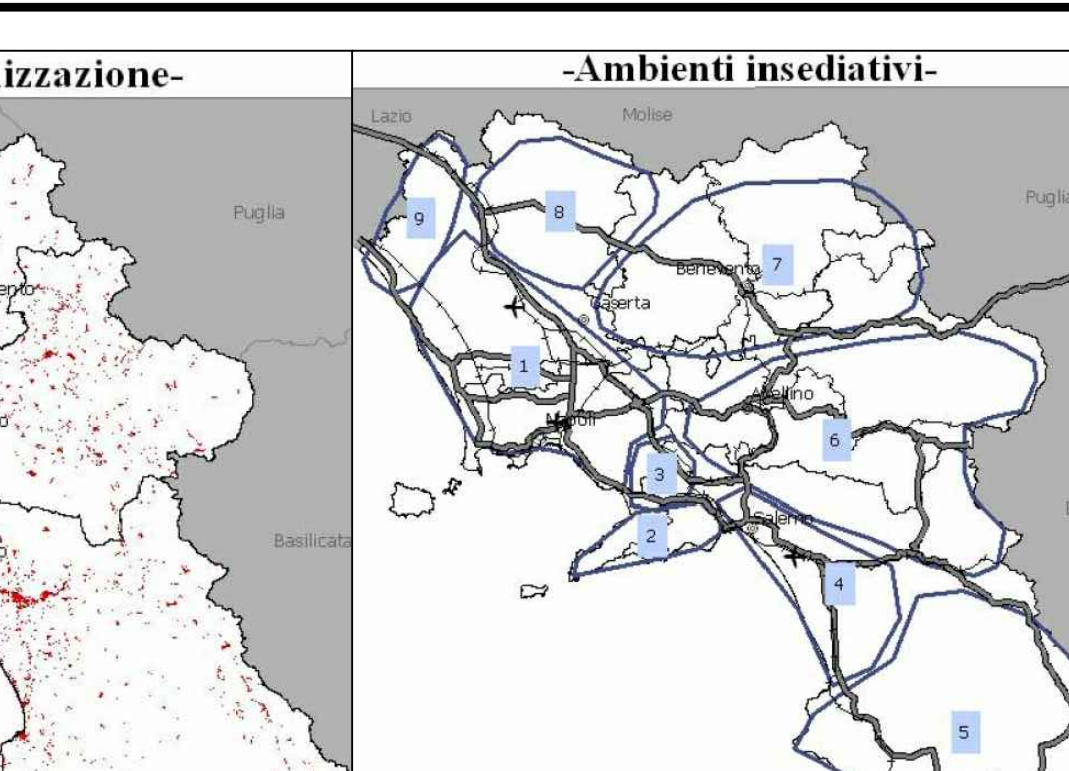 izzazione-
Puglia
ento
o
o
Basilicata
-Ambienti insediativi-
Lazio
Molise
Puglia
9
8
7
Benevento
Caserta
1
Avellino
Napoli
6
3
2
Salerno
4
5